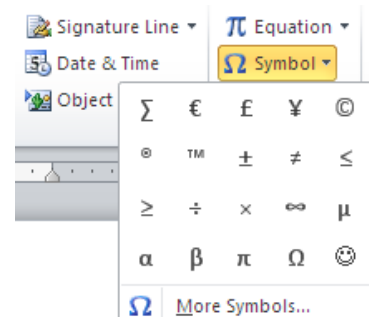 Signature Line π Equation
Date & Time Ω Symbol
Object
∑ € £ ¥ ©
® ™ ± ≠ ≤
≥ ÷ × ∞ µ
α β π Ω ☺
Ω More Symbols...